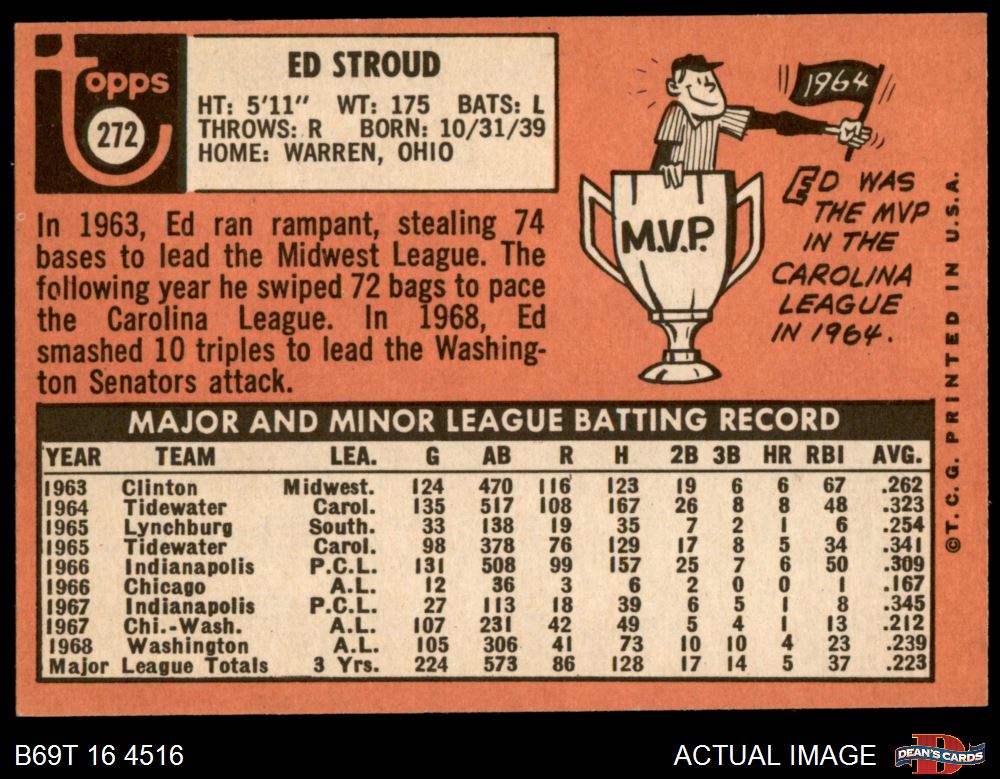 Topps
272
ED STROUD
HT: 5'11" WT: 175 BATS: L
THROWS: R BORN: 10/31/39
HOME: WARREN, OHIO
In 1963, Ed ran rampant, stealing 74
bases to lead the Midwest League. The
following year he swiped 72 bags to pace
the Carolina League. In 1968, Ed
smashed 10 triples to lead the Washing-
ton Senators attack.
1964
M.V.P.
ED WAS
THE MVP
IN THE
CAROLINA
LEAGUE
IN 1964.
©T.C.G. PRINTED IN U.S.A.
MAJOR AND MINOR LEAGUE BATTING RECORD
YEAR TEAM LEA. G AB R H 2B 3B HR RBI AVG.
1963 Clinton Midwest. 124 470 116 123 19 6 6 67 .262
1964 Tidewater Carol. 135 517 108 167 26 8 8 48 .323
1965 Lynchburg South. 33 138 19 35 7 2 1 6 .254
1965 Tidewater Carol. 98 378 76 129 17 8 5 34 .341
1966 Indianapolis P.C.L. 131 508 99 157 25 7 6 50 .309
1966 Chicago A.L. 12 36 3 6 2 0 0 1 .167
1967 Indianapolis P.C.L. 27 113 18 39 6 5 1 8 .345
1967 Chi.-Wash. A.L. 107 231 42 49 5 4 1 13 .212
1968 Washington A.L. 105 306 41 73 10 10 4 23 .239
Major League Totals 3 Yrs. 224 573 86 128 17 14 5 37 .223
B69T 16 4516
ACTUAL IMAGE
D
DEAN'S CARDS